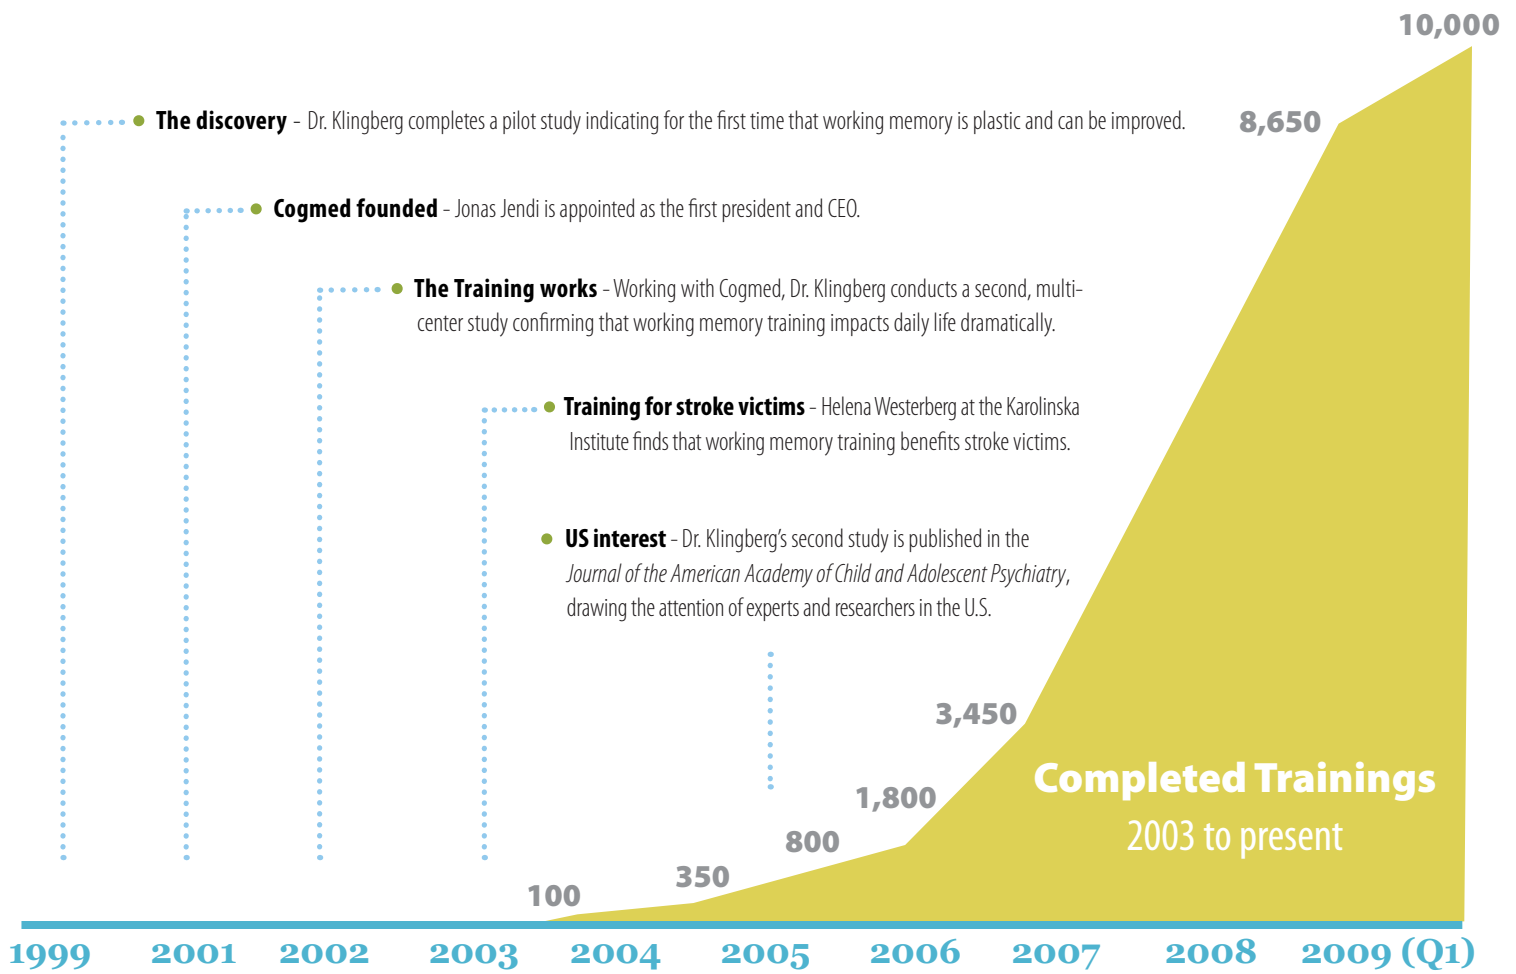 10,000
The discovery - Dr. Klingberg completes a pilot study indicating for the first time that working memory is plastic and can be improved.
8,650
Cogmed founded - Jonas Jendi is appointed as the first president and CEO.
The Training works - Working with Cogmed, Dr. Klingberg conducts a second, multi-
center study confirming that working memory training impacts daily life dramatically.
Training for stroke victims - Helena Westerberg at the Karolinska
Institute finds that working memory training benefits stroke victims.
US interest - Dr. Klingberg's second study is published in the
Journal of the American Academy of Child and Adolescent Psychiatry,
drawing the attention of experts and researchers in the U.S.
3,450
1,800
800
350
100
Completed Trainings
2003 to present
1999 2001 2002 2003 2004 2005 2006 2007 2008 2009 (Q1)